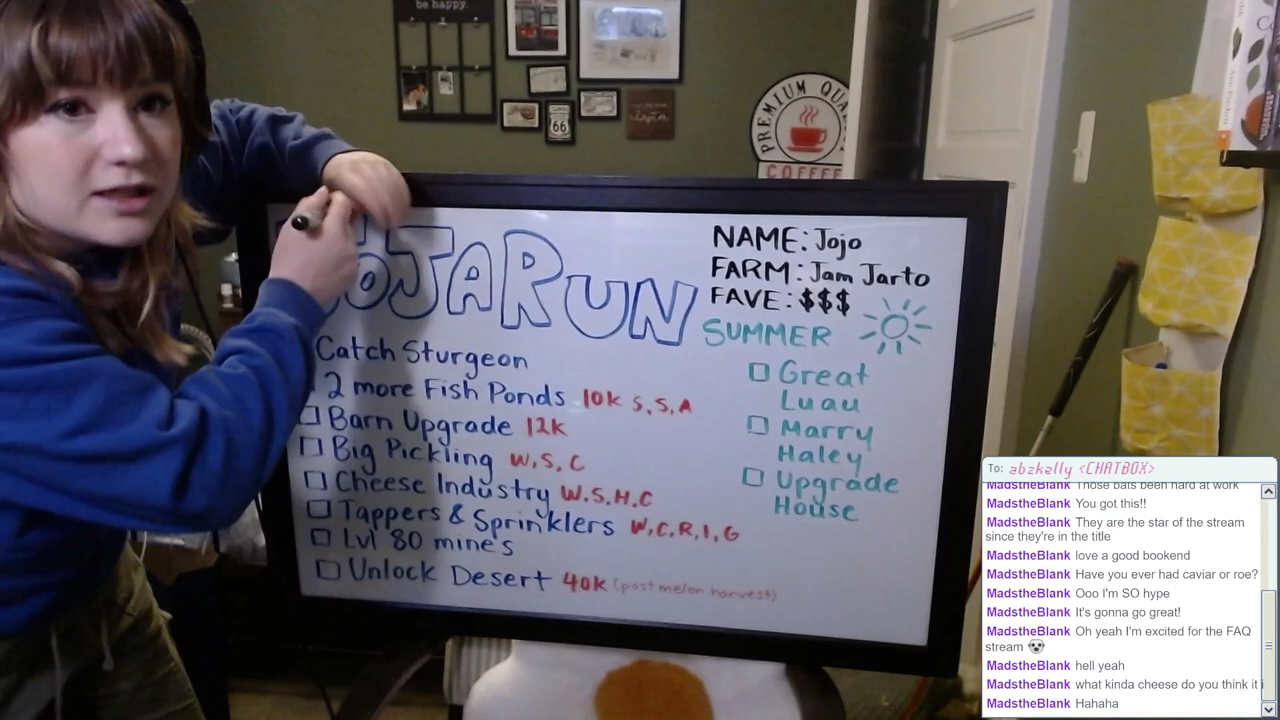 be happy.
66
PREMIUM QUA
COFFEE
JOJA RUN
NAME: Jojo
FARM: Jam Jarto
FAVE: $$$
SUMMER
Catch Sturgeon
2 more Fish Ponds 10K S,S,A
Barn Upgrade 12K
Big Pickling W,S,C
Cheese Industry W.S.H.C
Tappers & Sprinklers W,C,R,I,G
Lvl 80 mine's
Unlock Desert 40K (post melon harvest)
Great
Luau
Marry
Haley
Upgrade
House
To: abzkelly <CHATBOX>
MadstheBlank Those bats been hard at work
MadstheBlank You got this!!
MadstheBlank They are the star of the stream
since they're in the title
MadstheBlank love a good bookend
MadstheBlank Have you ever had caviar or roe?
MadstheBlank Ooo I'm SO hype
MadstheBlank It's gonna go great!
MadstheBlank Oh yeah I'm excited for the FAQ
stream
MadstheBlank hell yeah
MadstheBlank what kinda cheese do you think it i
MadstheBlank Hahaha